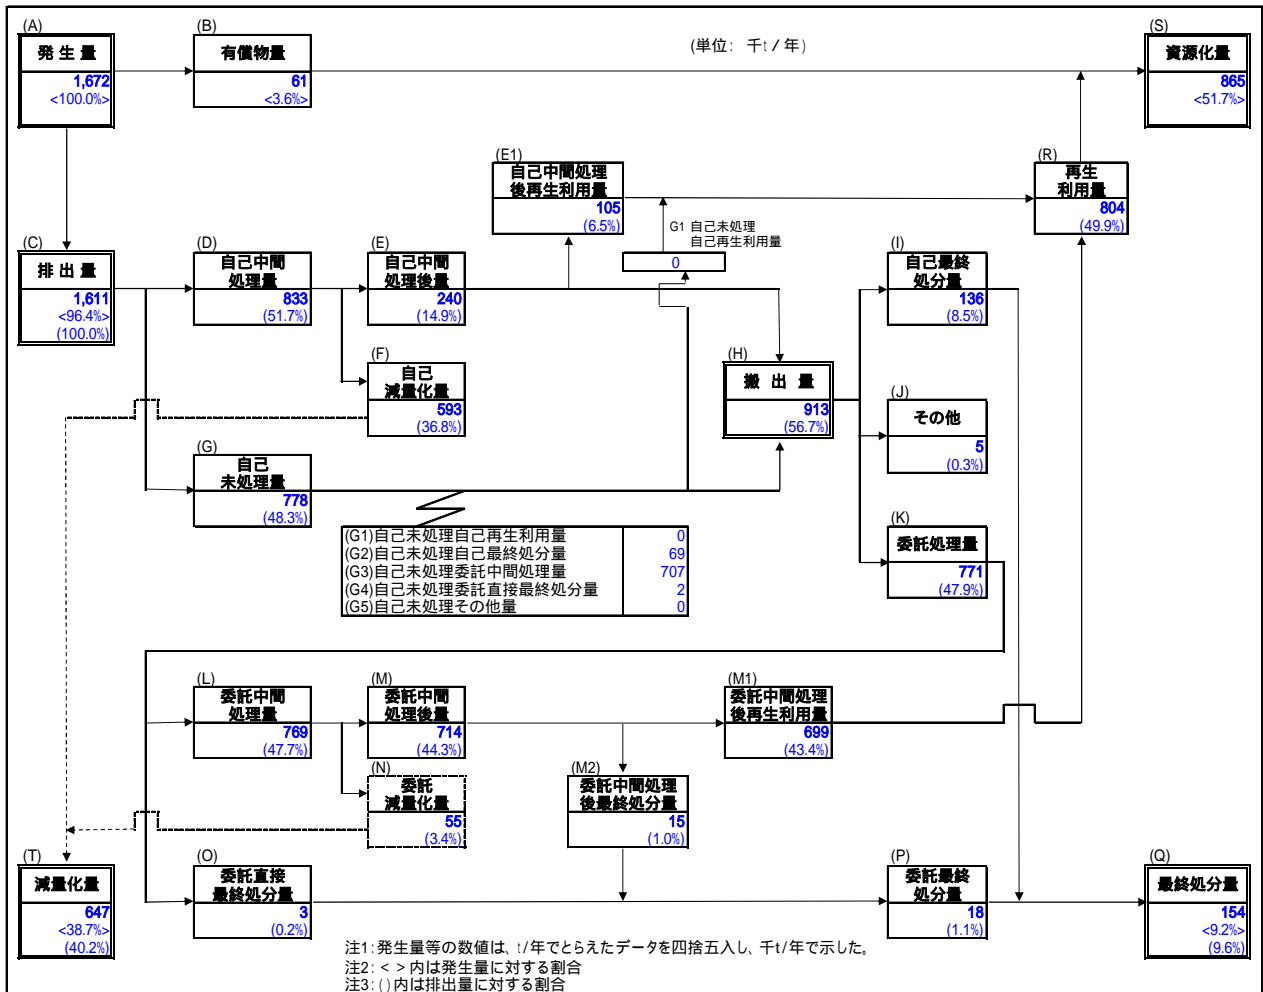 (A)
発生量
1,672
<100.0%>
(B)
有償物量
61
<3.6%>
(単位: 千t/年)
(S)
資源化量
865
<51.7%>
(E1)
自己中間処理
後再生利用量
105
(6.5%)
(R)
再生
利用量
804
(49.9%)
G1 自己未処理
自己再生利用量
0
(C)
排出量
1,611
<96.4%>
(100.0%)
(D)
自己中間
処理量
833
(51.7%)
(E)
自己中間
処理後量
240
(14.9%)
(I)
自己最終
処分量
136
(8.5%)
(F)
自己
減量化量
593
(36.8%)
(H)
搬出量
913
(56.7%)
(J)
その他
5
(0.3%)
(G)
自己
未処理量
778
(48.3%)
(G1)自己未処理自己再生利用量 0
(G2)自己未処理自己最終処分量 69
(G3)自己未処理委託中間処理量 707
(G4)自己未処理委託直接最終処分量 2
(G5)自己未処理その他量 0
(K)
委託処理量
771
(47.9%)
(L)
委託中間
処理量
769
(47.7%)
(M)
委託中間
処理後量
714
(44.3%)
(M1)
委託中間処理
後再生利用量
699
(43.4%)
(N)
委託
減量化量
55
(3.4%)
(M2)
委託中間処理
後最終処分量
15
(1.0%)
(T)
減量化量
647
<38.7%>
(40.2%)
(O)
委託直接
最終処分量
3
(0.2%)
(P)
委託最終
処分量
18
(1.1%)
(Q)
最終処分量
154
<9.2%>
(9.6%)
注1:発生量等の数値は、t/年でとらえたデータを四捨五入し、千t/年で示した。
注2:< >内は発生量に対する割合
注3:()内は排出量に対する割合